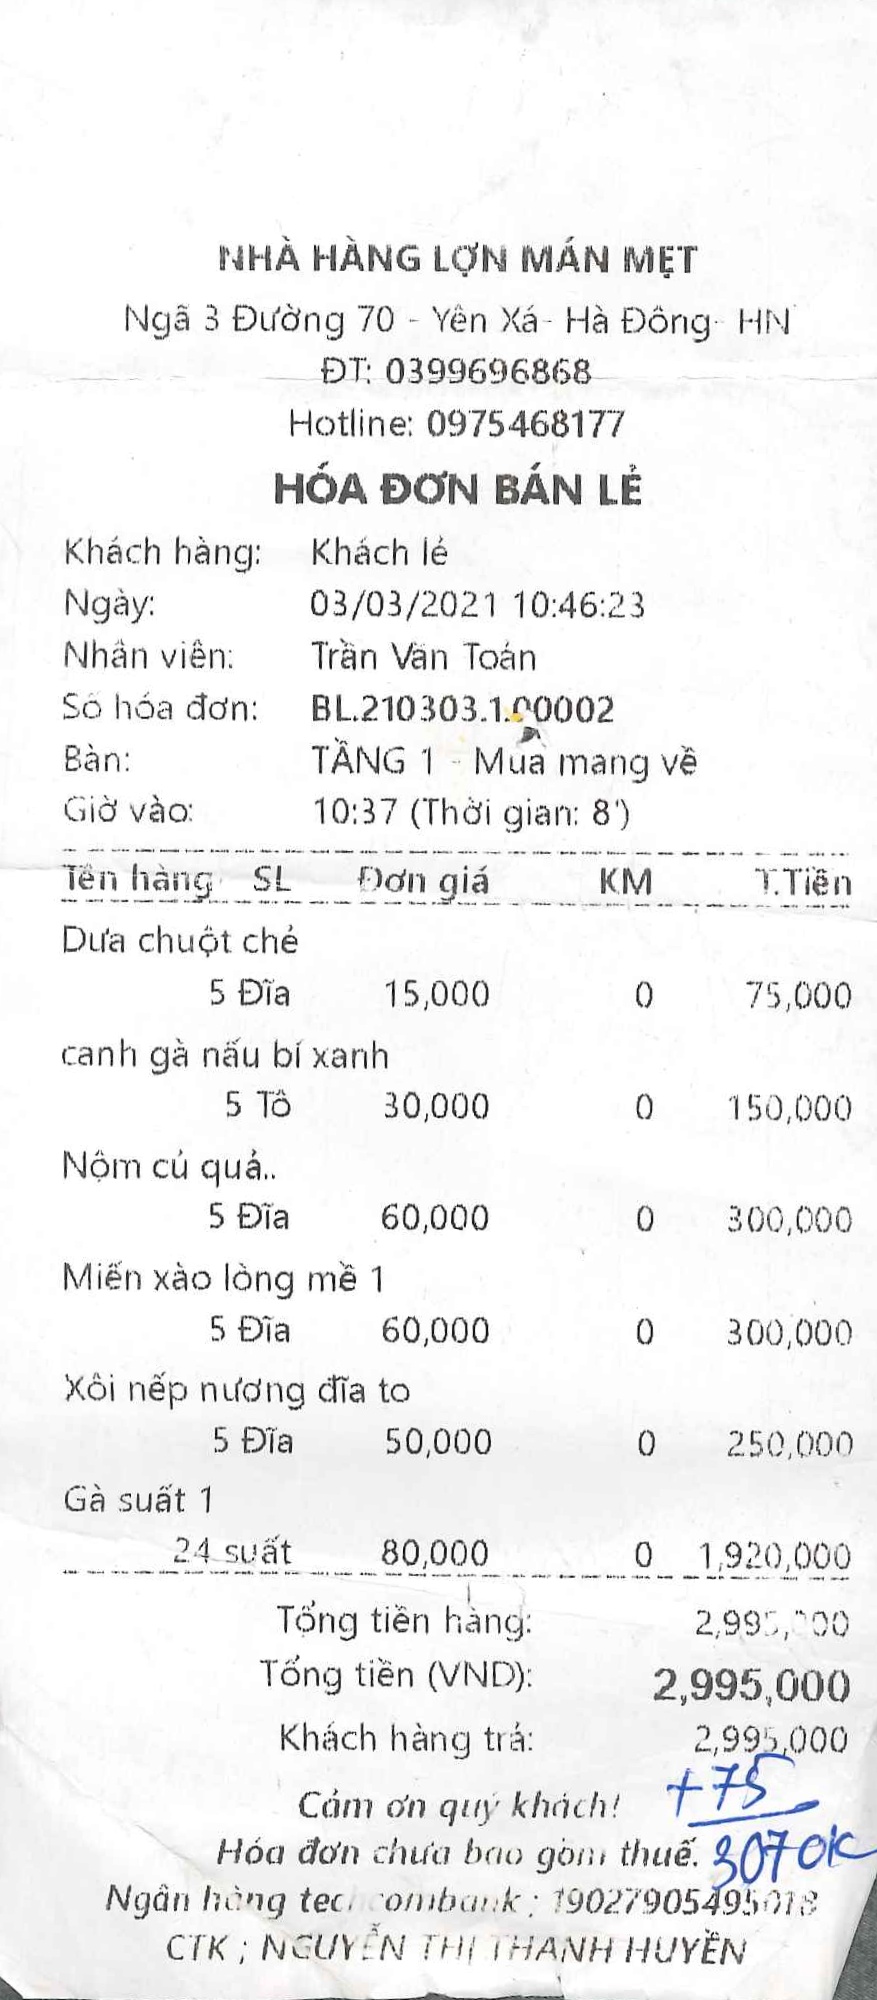 NHÀ HÀNG LỢN MÁN MẸT
Ngã 3 Đường 70 - Yên Xá- Hà Đông- HN
ĐT: 0399696868
Hotline: 0975468177
HÓA ĐƠN BÁN LẺ
Khách hàng: Khách lẻ
Ngày: 03/03/2021 10:46:23
Nhân viên: Trần Văn Toản
Số hóa đơn: BL.210303.1.00002
Bàn: TẦNG 1 - Mua mang về
Giờ vào: 10:37 (Thời gian: 8')
Tên hàng SL Đơn giá KM T.Tiền
Dưa chuột chẻ
5 Đĩa 15,000 0 75,000
canh gà nấu bí xanh
5 Tô 30,000 0 150,000
Nộm củ quả..
5 Đĩa 60,000 0 300,000
Miến xào lòng mề 1
5 Đĩa 60,000 0 300,000
Xôi nếp nương đĩa to
5 Đĩa 50,000 0 250,000
Gà suất 1
24 suất 80,000 0 1,920,000
Tổng tiền hàng: 2,995,000
Tổng tiền (VND): 2,995,000
Khách hàng trả: 2,995,000
+75
Cảm ơn quý khách!
Hóa đơn chưa bao gồm thuế. 3070K
Ngân hàng techcombank : 19027905495018
CTK ; NGUYỄN THỊ THANH HUYỀN